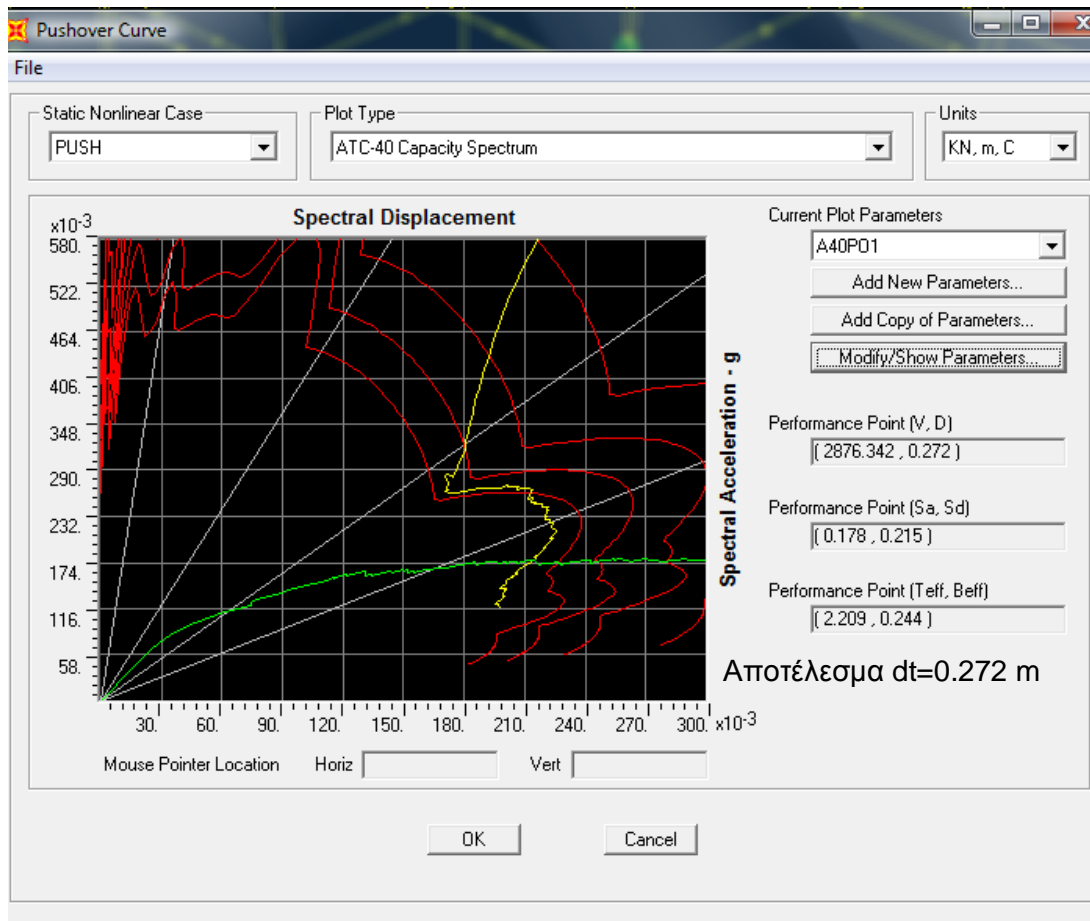 Pushover Curve
File
Static Nonlinear Case
PUSH
Plot Type
ATC-40 Capacity Spectrum
Units
KN, m, C
Spectral Displacement
x10-3
580.
522.
464.
406.
348.
290.
232.
174.
116.
58.
30. 60. 90. 120. 150. 180. 210. 240. 270. 300. x10-3
Spectral Acceleration - g
Mouse Pointer Location Horiz Vert
Current Plot Parameters
A40PO1
Add New Parameters...
Add Copy of Parameters...
Modify/Show Parameters...
Performance Point (V, D)
( 2876.342 , 0.272 )
Performance Point (Sa, Sd)
( 0.178 , 0.215 )
Performance Point (Teff, Beff)
( 2.209 , 0.244 )
Αποτέλεσμα dt=0.272 m
OK Cancel